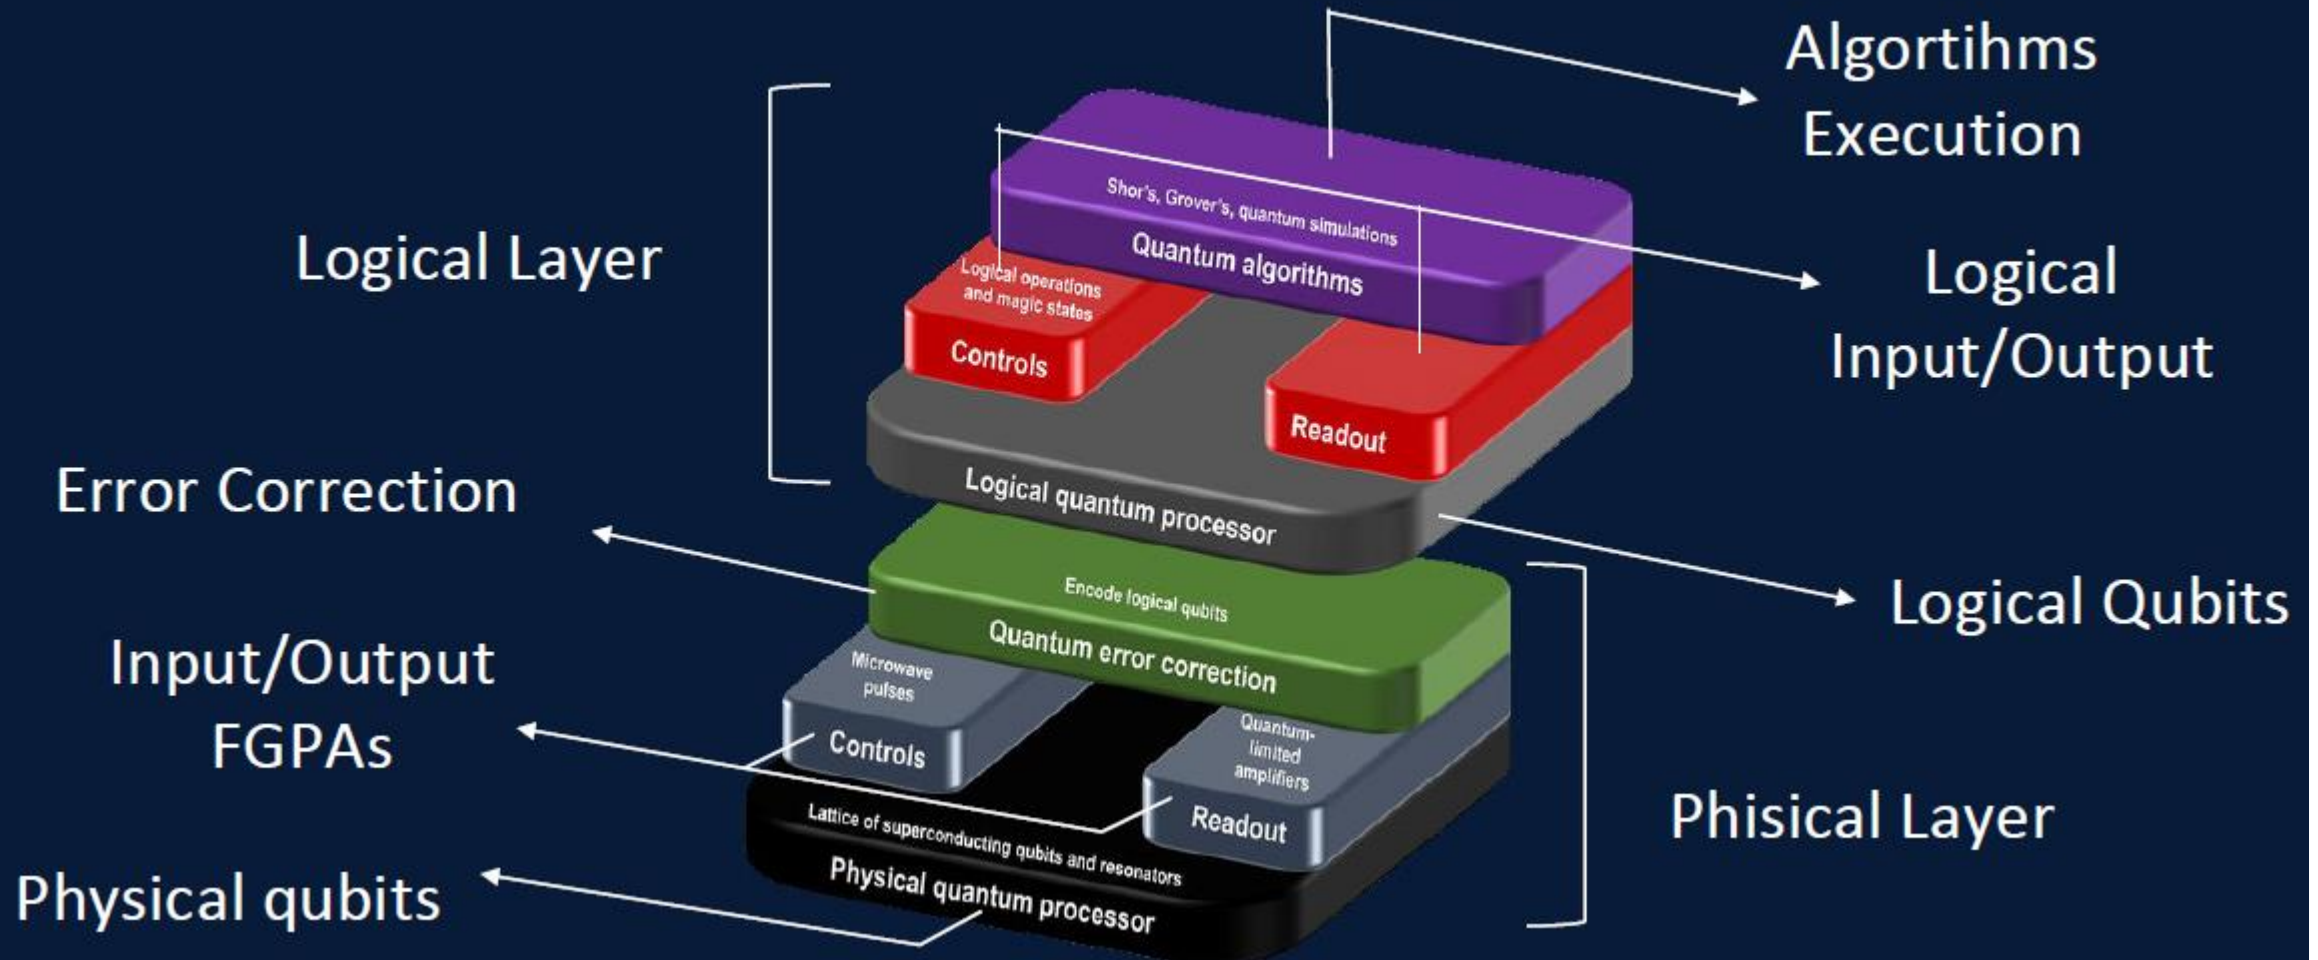 Algortihms
Execution
Shor's, Grover's, quantum simulations
Quantum algorithms
Logical Layer
Logical operations
and magic states
Controls
Logical
Input/Output
Readout
Error Correction
Logical quantum processor
Encode logical qubits
Logical Qubits
Quantum error correction
Input/Output
FGPAs
Microwave
pulses
Controls
Quantum-
limited
amplifiers
Readout
Phisical Layer
Lattice of superconducting qubits and resonators
Physical quantum processor
Physical qubits